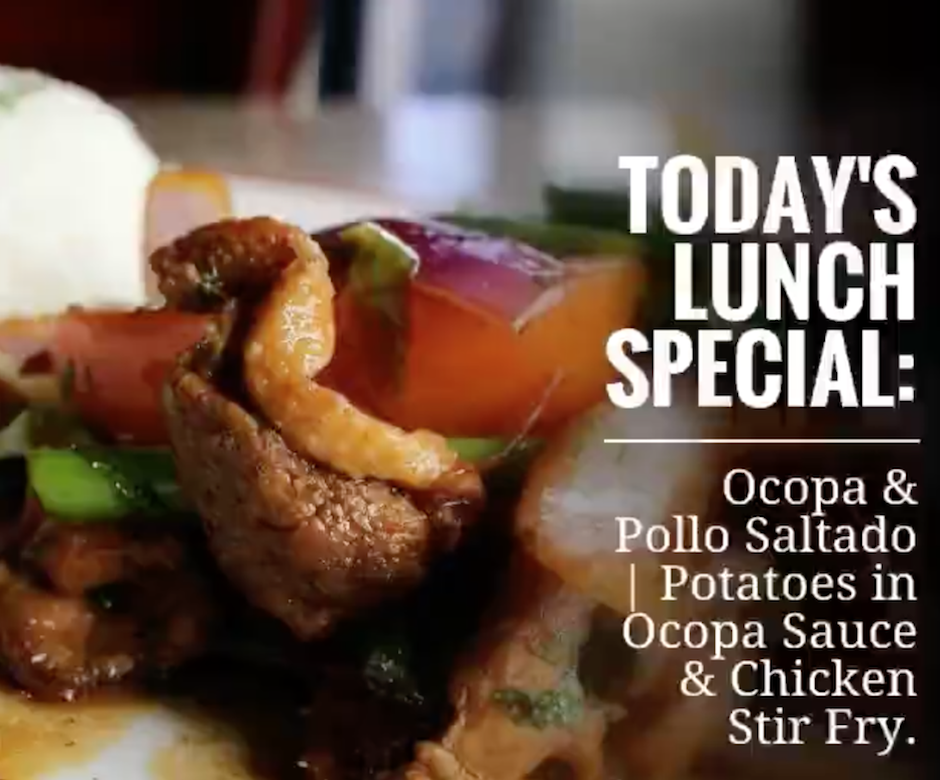 TODAY'S
LUNCH
SPECIAL:
Ocopa &
Pollo Saltado
| Potatoes in
Ocopa Sauce
& Chicken
Stir Fry.